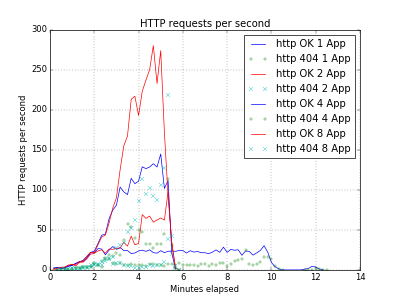 HTTP requests per second
300
250
200
150
100
50
0
HTTP requests per second
http OK 1 App
http 404 1 App
http OK 2 App
http 404 2 App
http OK 4 App
http 404 4 App
http OK 8 App
http 404 8 App
0 2 4 6 8 10 12 14
Minutes elapsed